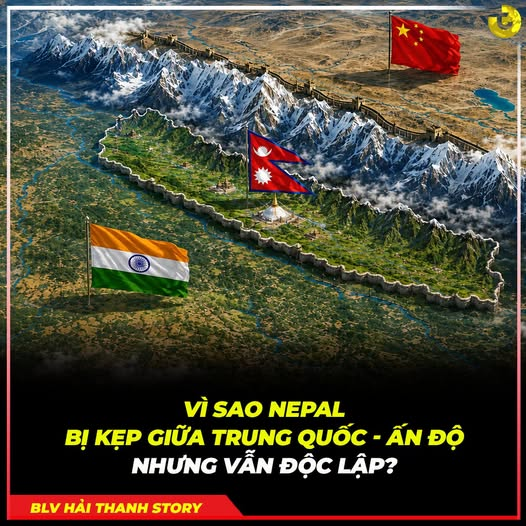 VÌ SAO NEPAL
BỊ KẸP GIỮA TRUNG QUỐC - ẤN ĐỘ
NHƯNG VẪN ĐỘC LẬP?
BLV HẢI THANH STORY